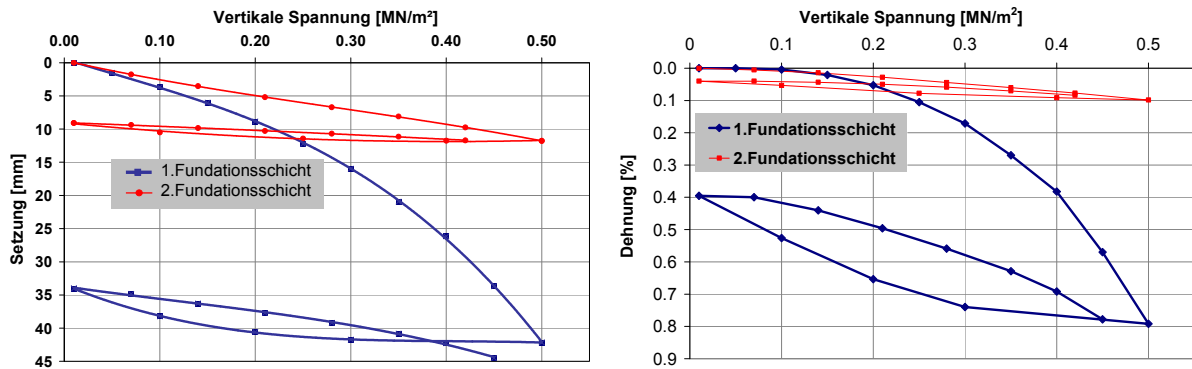 Vertikale Spannung [MN/m²]
0.00 0.10 0.20 0.30 0.40 0.50
0
5
10
15
20
25
30
35
40
45
Setzung [mm]
1.Fundationsschicht
2.Fundationsschicht
Vertikale Spannung [MN/m²]
0 0.1 0.2 0.3 0.4 0.5
0.0
0.1
0.2
0.3
0.4
0.5
0.6
0.7
0.8
0.9
Dehnung [%]
1.Fundationsschicht
2.Fundationsschicht